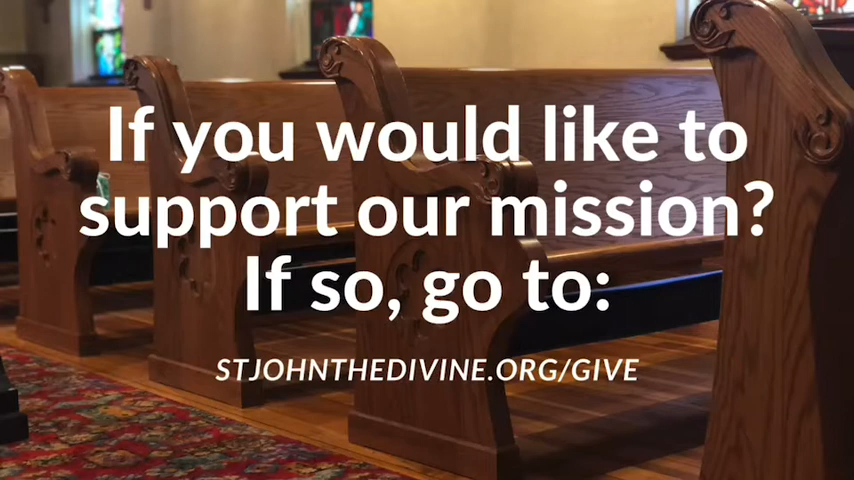 If you would like to
support our mission?
If so, go to:
STJOHNTHEDIVINE.ORG/GIVE